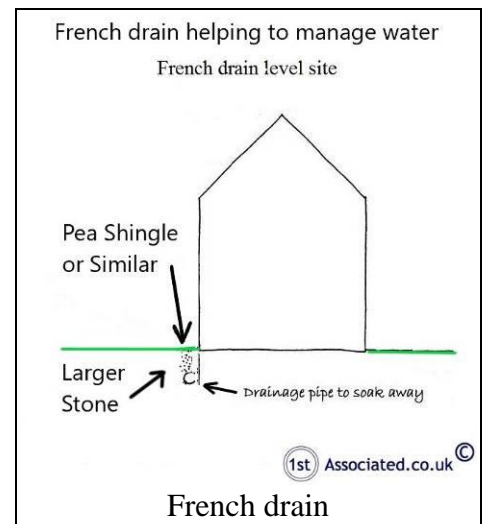 French drain helping to manage water
French drain level site
Pea Shingle
or Similar
Larger
Stone
Drainage pipe to soak away
1st Associated.co.uk ©
French drain